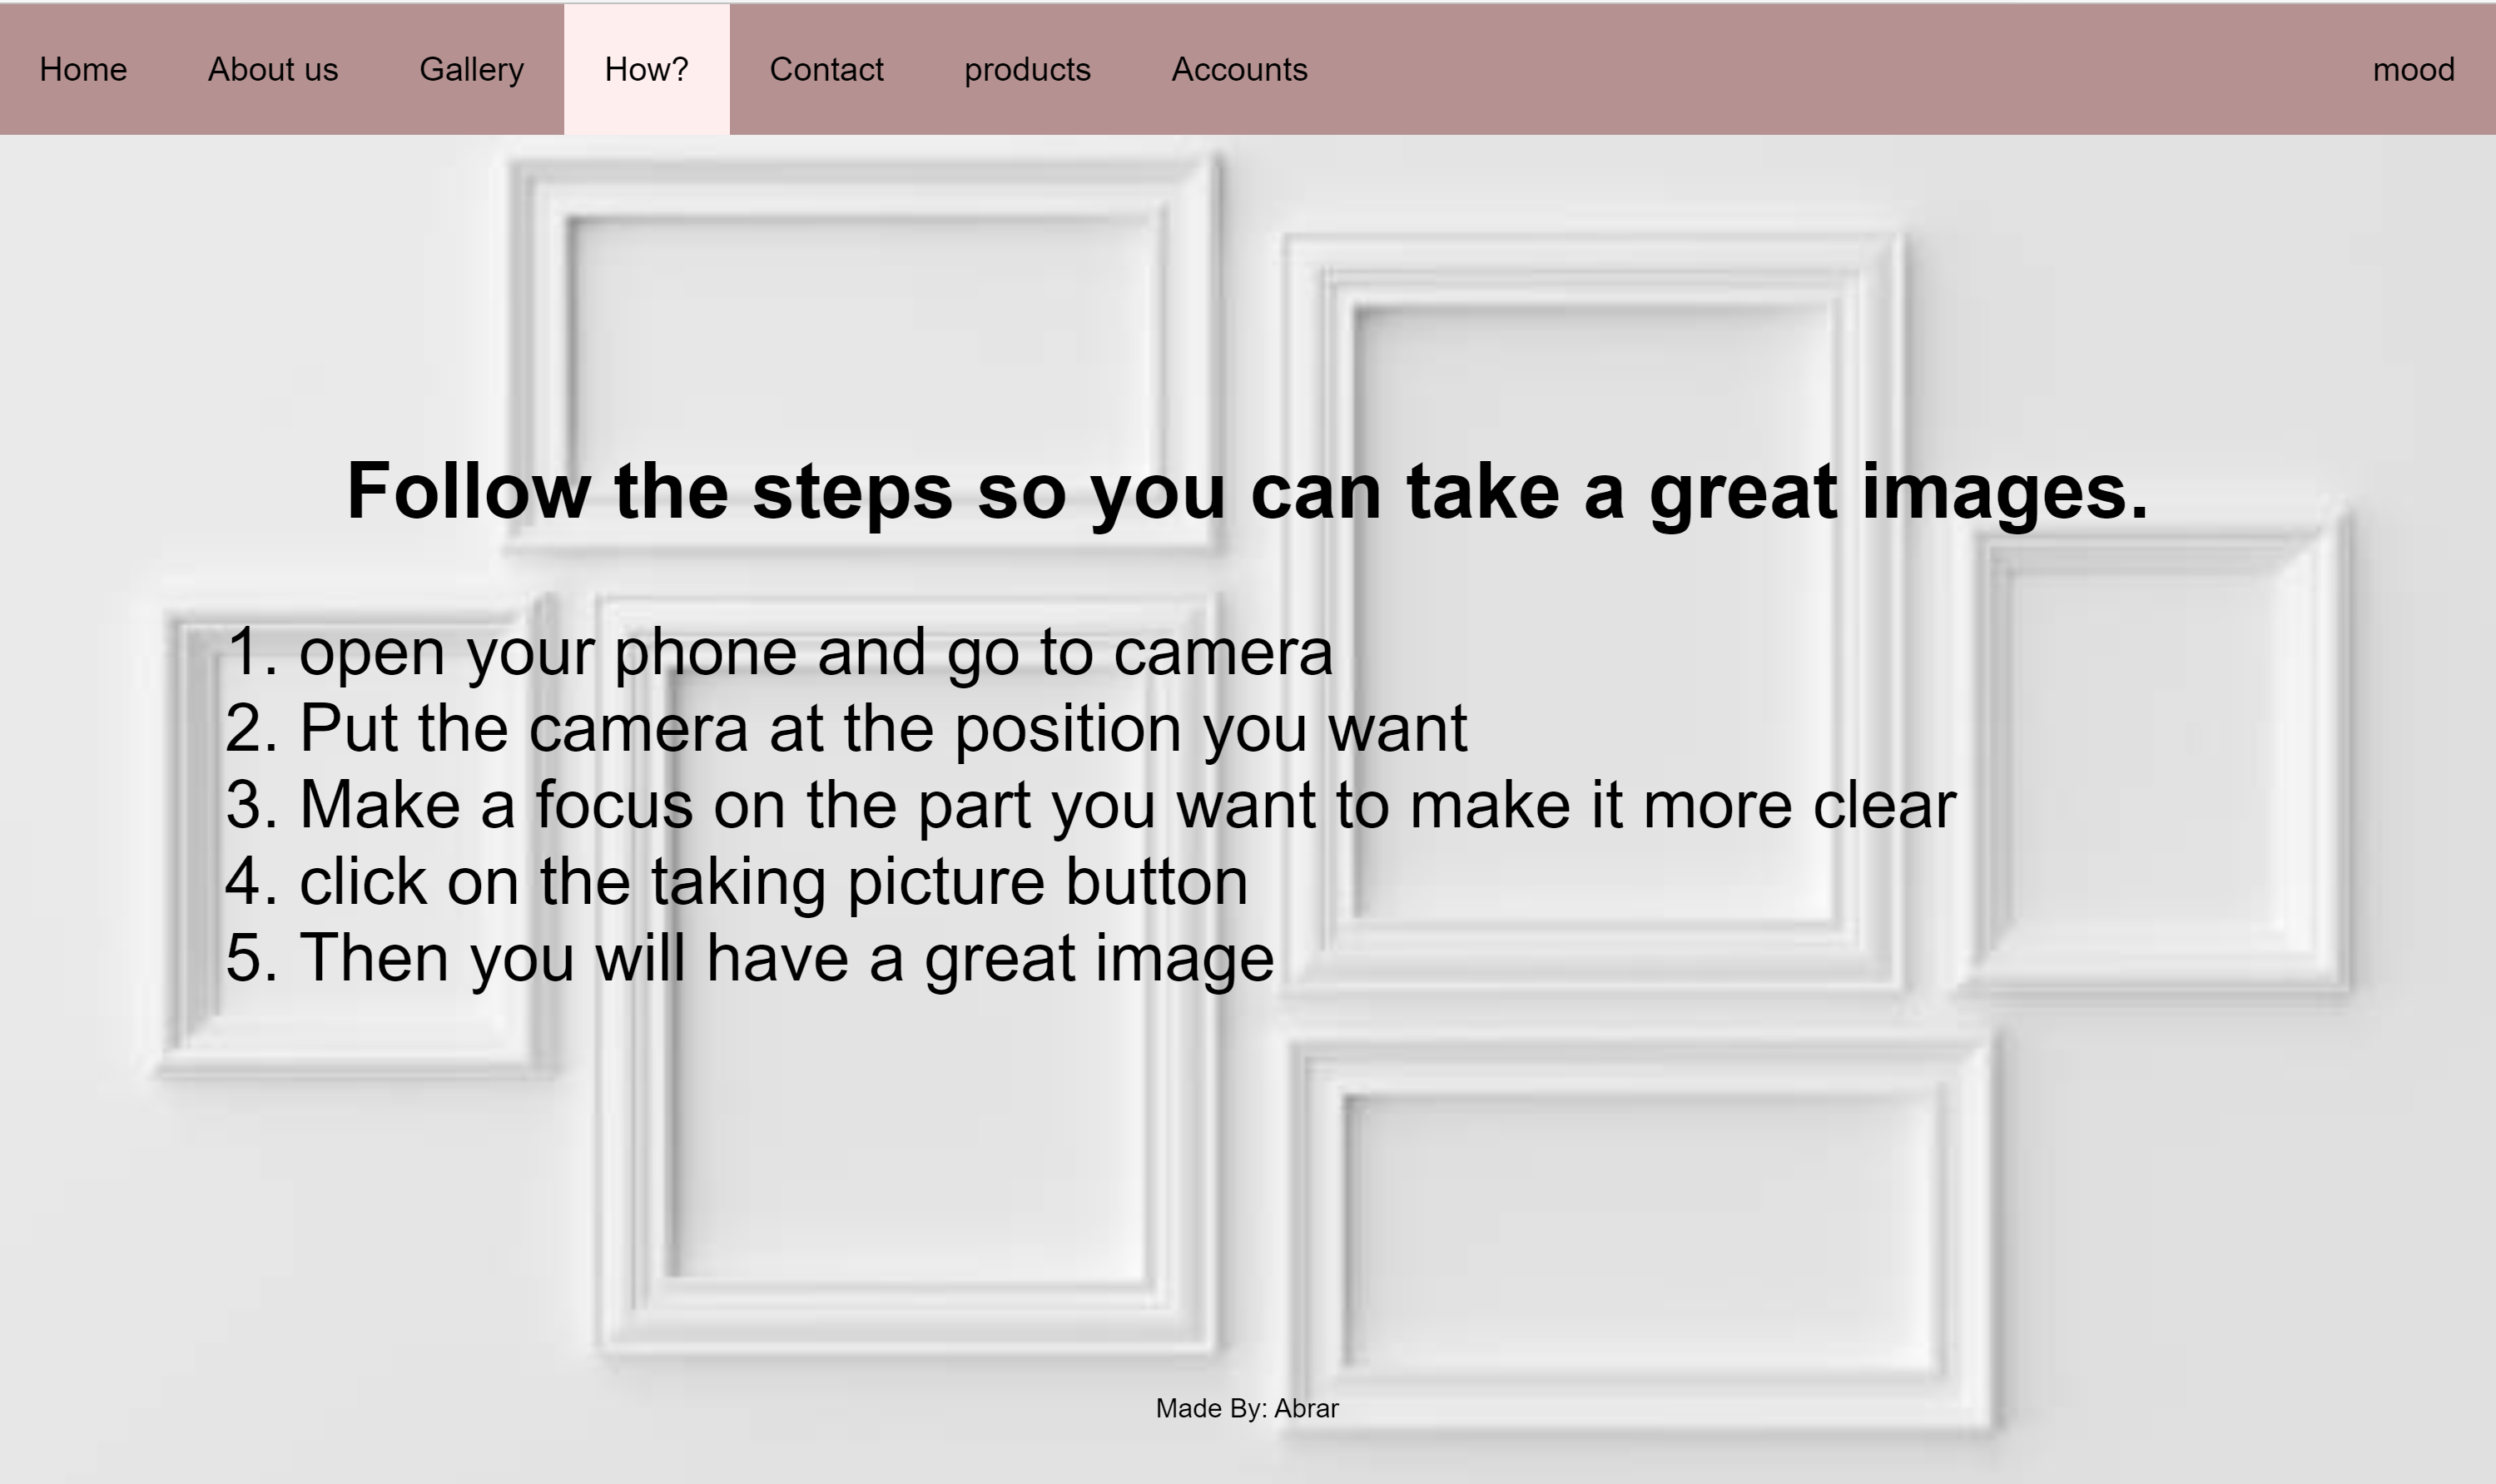 Home About us Gallery How? Contact products Accounts mood
Follow the steps so you can take a great images.
1. open your phone and go to camera
2. Put the camera at the position you want
3. Make a focus on the part you want to make it more clear
4. click on the taking picture button
5. Then you will have a great image
Made By: Abrar